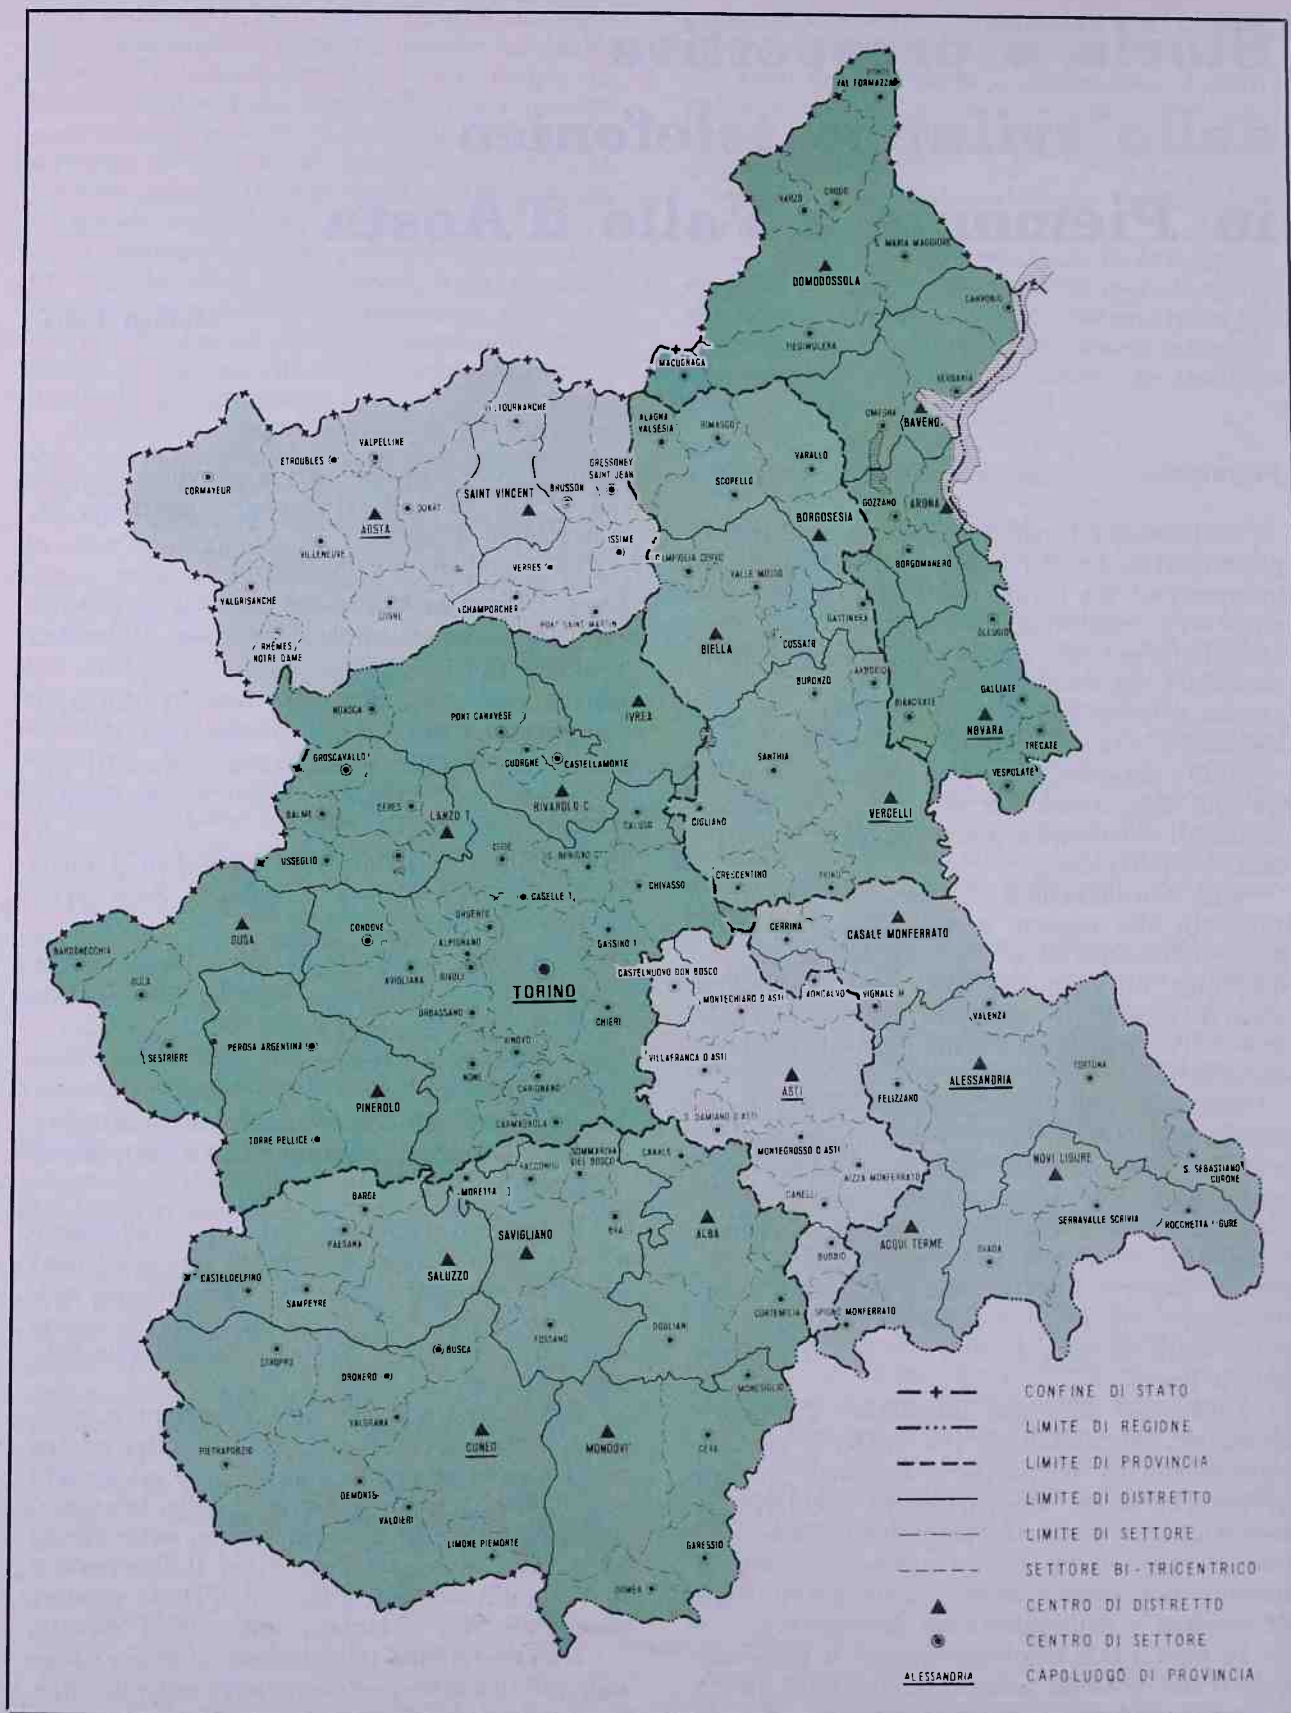 VAL FORMAZZA
VARZO
CRODO
S. MARIA MAGGIORE
DOMODOSSOLA
CANNOBIO
PIEDIMULERA
MACUGNAGA
VERBANIA
OMEGNA
BAVENO
ALAGNA
VALSESIA
RIMASCO
VARALLO
SCOPELLO
GOZZANO
ARONA
BORGOSESIA
BORGOMANERO
TOURNANCHE
VALPELLINE
ETROUBLES
CORMAYEUR
GRESSONEY
SAINT JEAN
SAINT VINCENT
BRUSSON
AOSTA
DONAT
VILLENEUVE
ISSIME
VERRES
VALGRISANCHE
CHAMPORCHER
PONT SAINT MARTIN
RHÊMES
NOTRE DAME
VALLE MOSSO
GATTINARA
OLEGGIO
BIELLA
COSSATO
BURONZO
ARBORIO
GALLIATE
BIANDRATE
NOVARA
TRECATE
VESPOLATE
NOASCA
PONT CANAVESE
IVREA
CUORGNE
CASTELLAMONTE
GROSCAVALLO
SANTHIA
BALME
CERES
LANZO T.
RIVAROLO C.
CALUSO
CIGLIANO
VERCELLI
USSEGLIO
CIRIE
S. BENIGNO C.
CHIVASSO
CRESCENTINO
TRINO
CASELLE T.
SUSA
CONDOVE
DRUENTO
ALPIGNANO
GASSINO T
CERRINA
CASALE MONFERRATO
BARDONECCHIA
OULX
AVIGLIANA
RIVOLI
TORINO
CASTELNUOVO DON BOSCO
MONTECHIARO D'ASTI
MONCALVO
VIGNALE M
VALENZA
ORBASSANO
CHIERI
SESTRIERE
PEROSA ARGENTINA
VINOVO
NONE
CARIGNANO
VILLAFRANCA D'ASTI
ASTI
ALESSANDRIA
TORTONA
FELIZZANO
PINEROLO
CARMAGNOLA
S. DAMIANO D'ASTI
TORRE PELLICE
MONTEGROSSO D'ASTI
SOMMARIVA
DEL BOSCO
CANALE
RACCONIGI
NIZZA MONFERRATO
NOVI LIGURE
S. SEBASTIANO
CURONE
BARGE
MORETTA
CANELLI
SERRAVALLE SCRIVIA
ROCCHETTA LIGURE
PAESANA
SAVIGLIANO
BRA
ALBA
ACQUI TERME
OVADA
SALUZZO
BUBBIO
CASTELDELFINO
SAMPEYRE
CORTEMILIA
SPIGNO MONFERRATO
FOSSANO
DOGLIANI
STROPPO
BUSCA
DRONERO
MONESIGLIO
VALGRANA
CUNEO
MONDOVI'
CEVA
PIETRAPORZIO
DEMONTE
VALDIERI
LIMONE PIEMONTE
GARESSIO
ORMEA
CONFINE DI STATO
LIMITE DI REGIONE
LIMITE DI PROVINCIA
LIMITE DI DISTRETTO
LIMITE DI SETTORE
SETTORE BI-TRICENTRICO
CENTRO DI DISTRETTO
CENTRO DI SETTORE
ALESSANDRIA CAPOLUOGO DI PROVINCIA